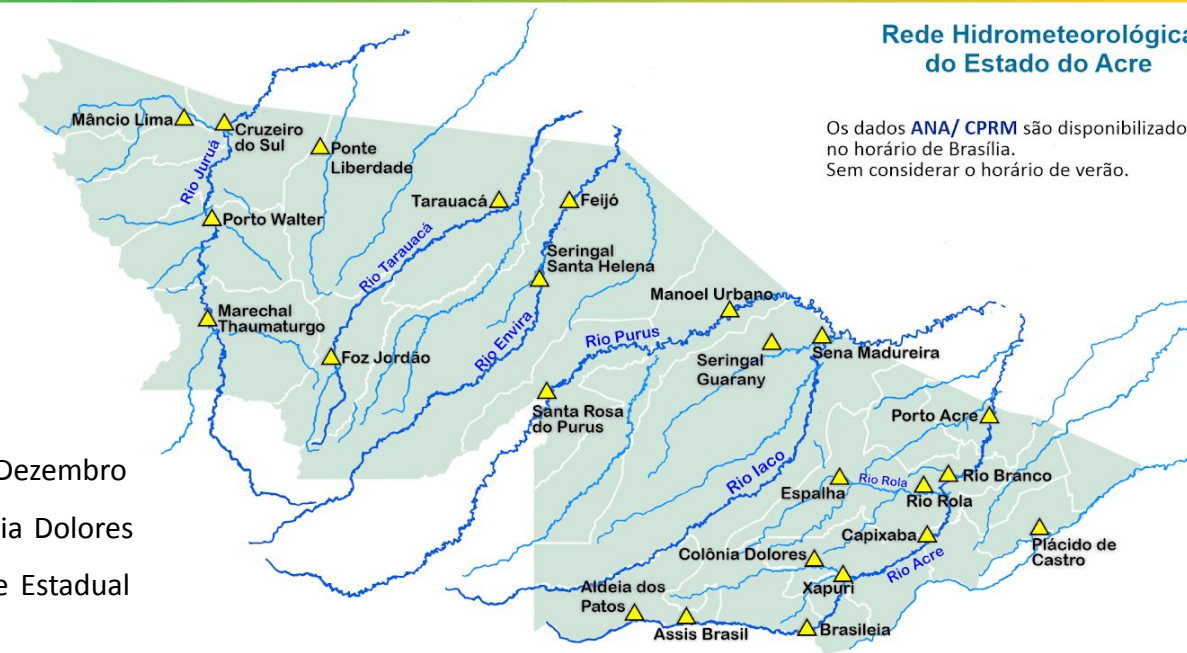 Rede Hidrometeorológica
do Estado do Acre
Os dados ANA/ CPRM são
no horário de Brasília.
Sem considerar o horário de verão.
Mâncio Lima
Cruzeiro
do Sul
Ponte
Liberdade
Rio Juruá
Tarauacá
Feijó
Porto Walter
Rio Tarauacá
Seringal
Santa Helena
Manoel Urbano
Marechal
Thaumaturgo
Rio Envira
Rio Purus
Foz Jordão
Seringal
Guarany
Sena Madureira
Santa Rosa
do Purus
Porto Acre
Dezembro
Rio Iaco
Espalha
Rio Rola
Rio Rola
Rio Branco
Dolores
Capixaba
Plácido de
Castro
Colônia Dolores
Rio Acre
Estadual
Xapuri
Aldeia dos
Patos
Assis Brasil
Brasileia